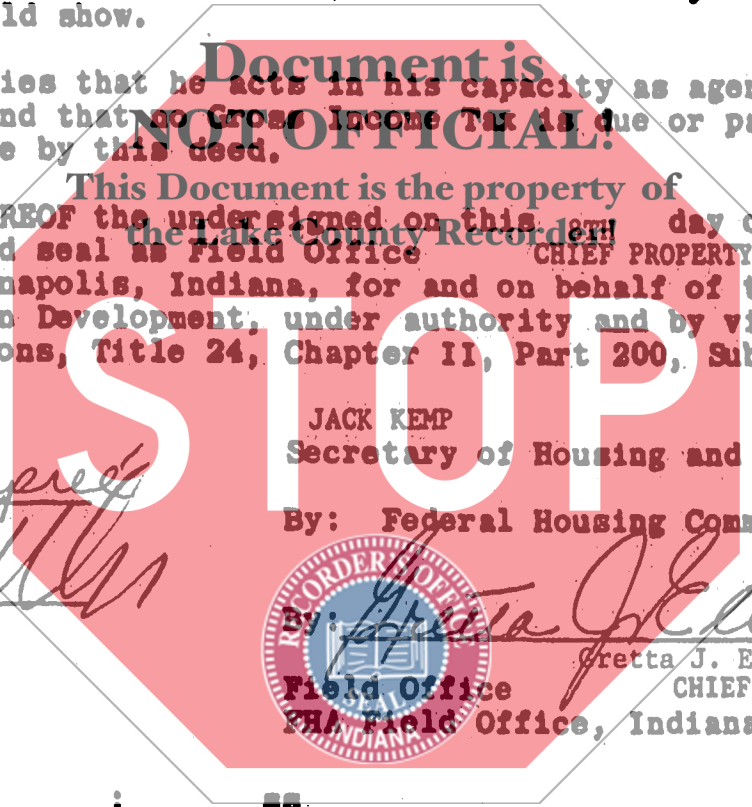 ld show.
Document is
ies that he acts in his capacity as agen
NOT OFFICIAL!
nd that no Gross Income Tax is due or pa
e by this deed.
This Document is the property of
the Lake County Recorder!
REOF the undersigned on this day o
d seal as Field Office CHIEF PROPERTY
napolis, Indiana, for and on behalf of t
n Development, under authority and by vi
ons, Title 24, Chapter II, Part 200, Sub
STOP
JACK KEMP
Secretary of Housing and
By: Federal Housing Comm
RECORDER'S OFFICE
By: Gretta J. El
SEAL
INDIANA
Gretta J. E
Field Office CHIEF
FHA Field Office, Indiana